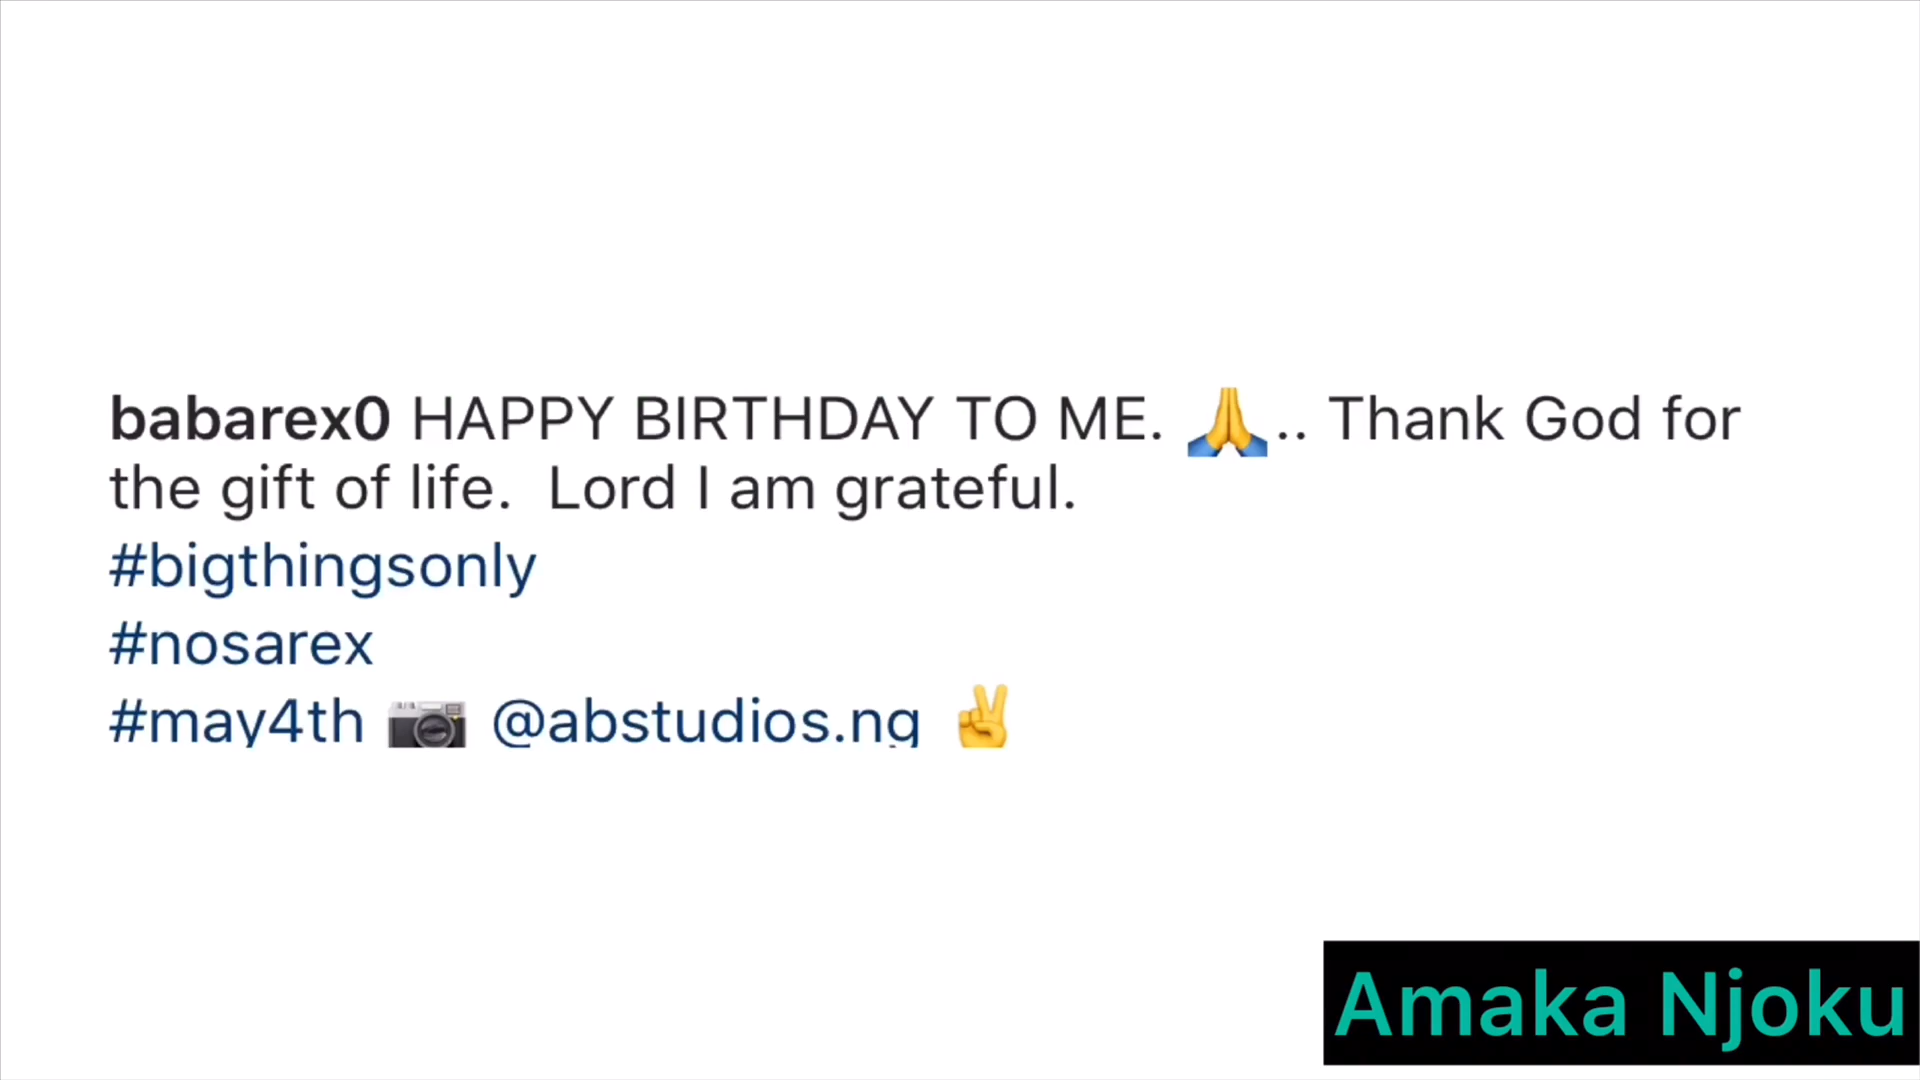 babarex0 HAPPY BIRTHDAY TO ME. 🙏.. Thank God for
the gift of life.  Lord I am grateful.
#bigthingsonly
#nosarex
#may4th 📷 @abstudios.ng ✌️
Amaka Njoku